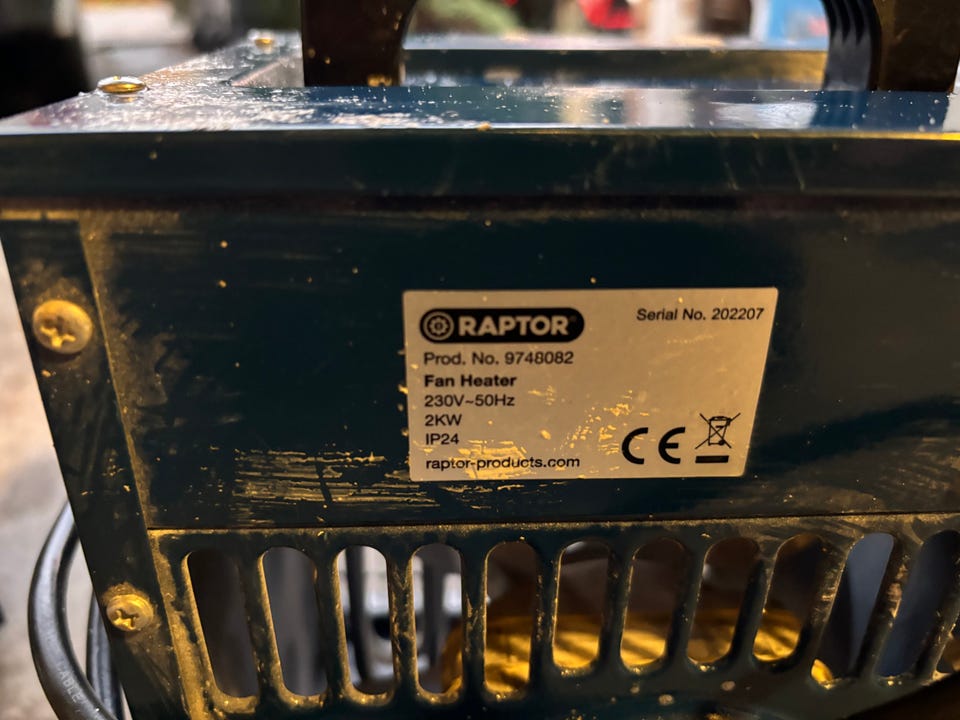 RAPTOR
Serial No. 202207
Prod. No. 9748082
Fan Heater
230V~50Hz
2KW
IP24
raptor-products.com
CE